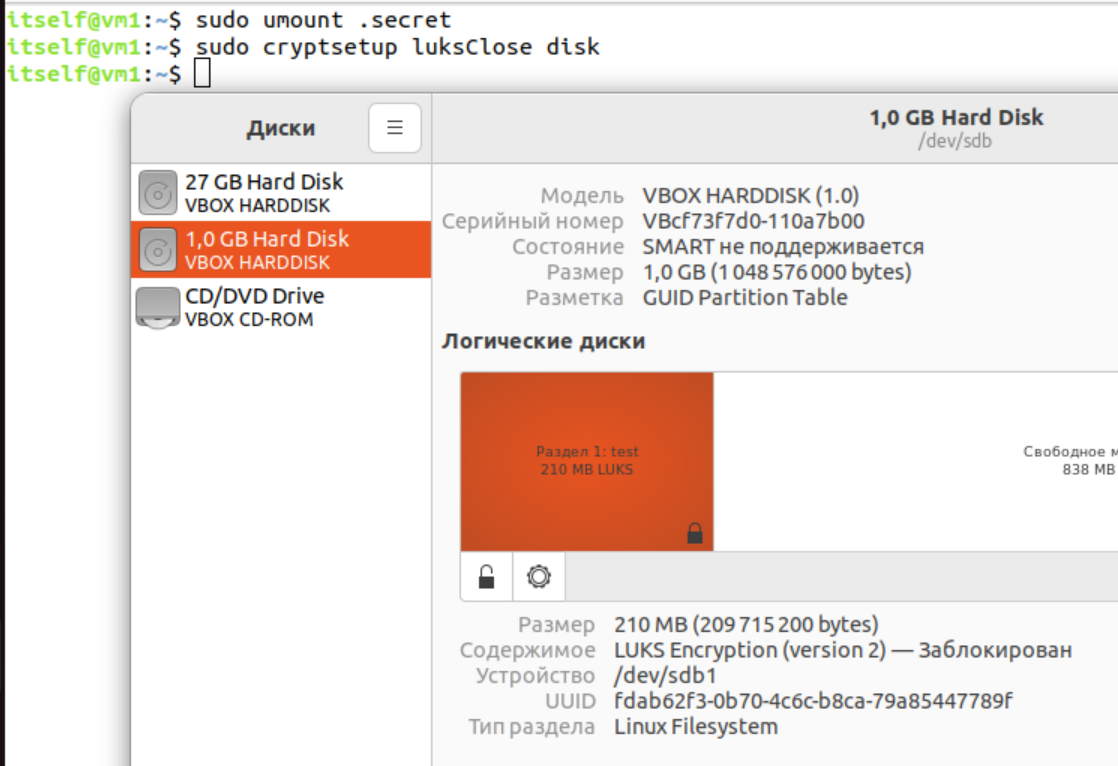 itself@vm1:~$ sudo umount .secret
itself@vm1:~$ sudo cryptsetup luksClose disk
itself@vm1:~$
Диски
1,0 GB Hard Disk
/dev/sdb
27 GB Hard Disk
VBOX HARDDISK
1,0 GB Hard Disk
VBOX HARDDISK
CD/DVD Drive
VBOX CD-ROM
Модель VBOX HARDDISK (1.0)
Серийный номер VBcf73f7d0-110a7b00
Состояние SMART не поддерживается
Размер 1,0 GB (1 048 576 000 bytes)
Разметка GUID Partition Table
Логические диски
Раздел 1: test
210 MB LUKS
Свободное м
838 MB
Размер 210 MB (209 715 200 bytes)
Содержимое LUKS Encryption (version 2) — Заблокирован
Устройство /dev/sdb1
UUID fdab62f3-0b70-4c6c-b8ca-79a85447789f
Тип раздела Linux Filesystem